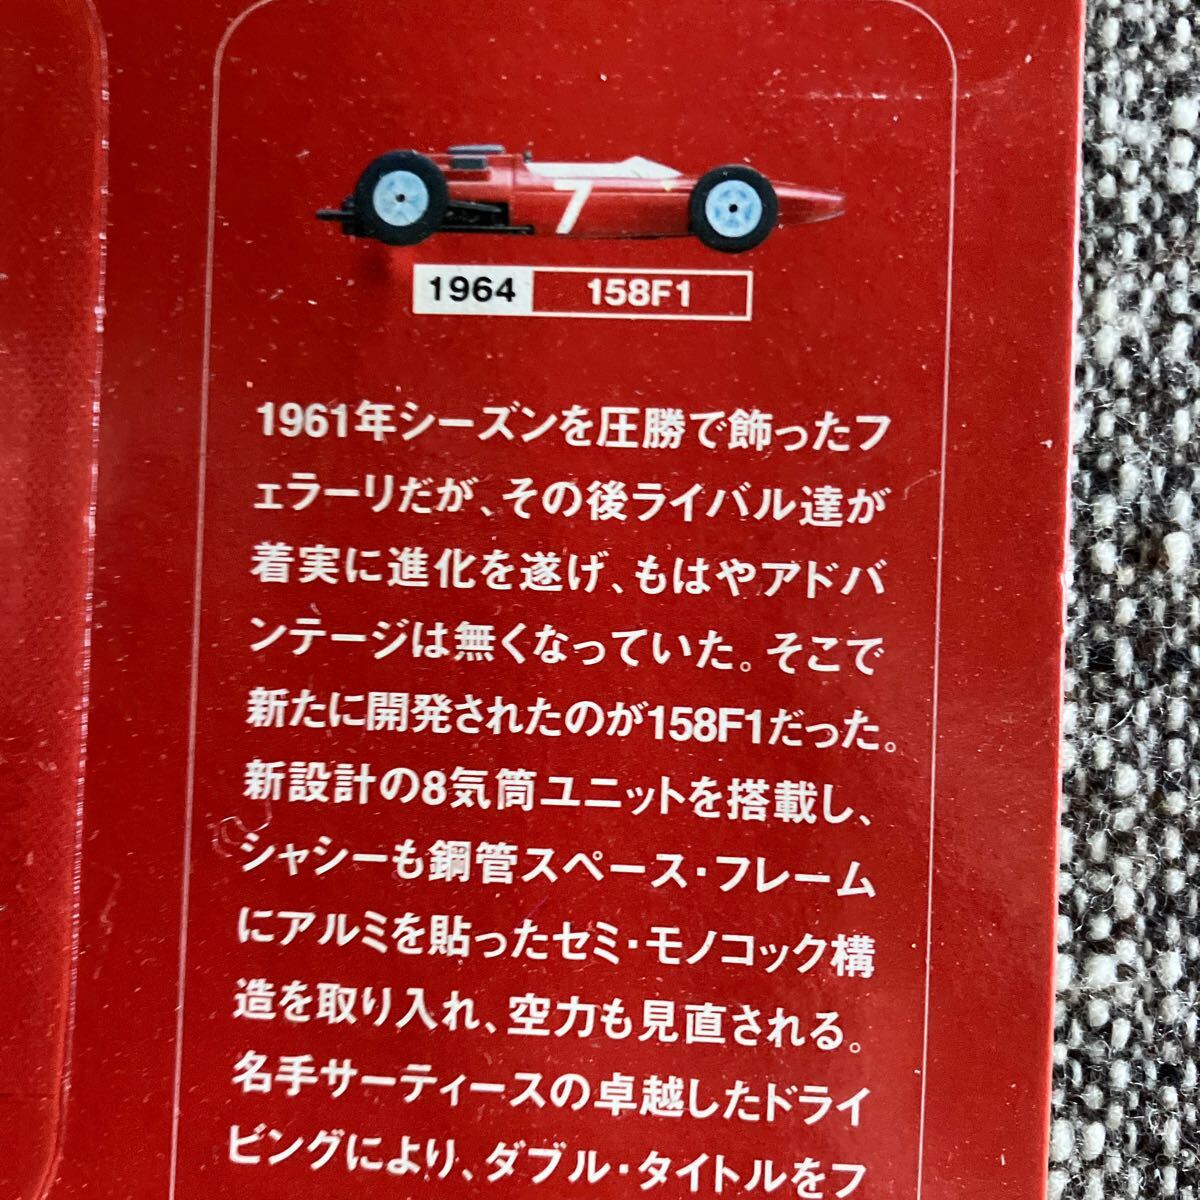 7
1964 158F1
1961年シーズンを圧勝で飾ったフ
ェラーリだが、その後ライバル達が
着実に進化を遂げ、もはやアドバ
ンテージは無くなっていた。そこで
新たに開発されたのが158F1だった。
新設計の8気筒ユニットを搭載し、
シャシーも鋼管スペース・フレーム
にアルミを貼ったセミ・モノコック構
造を取り入れ、空力も見直される。
名手サーティースの卓越したドライ
ビングにより、ダブル・タイトルをフ